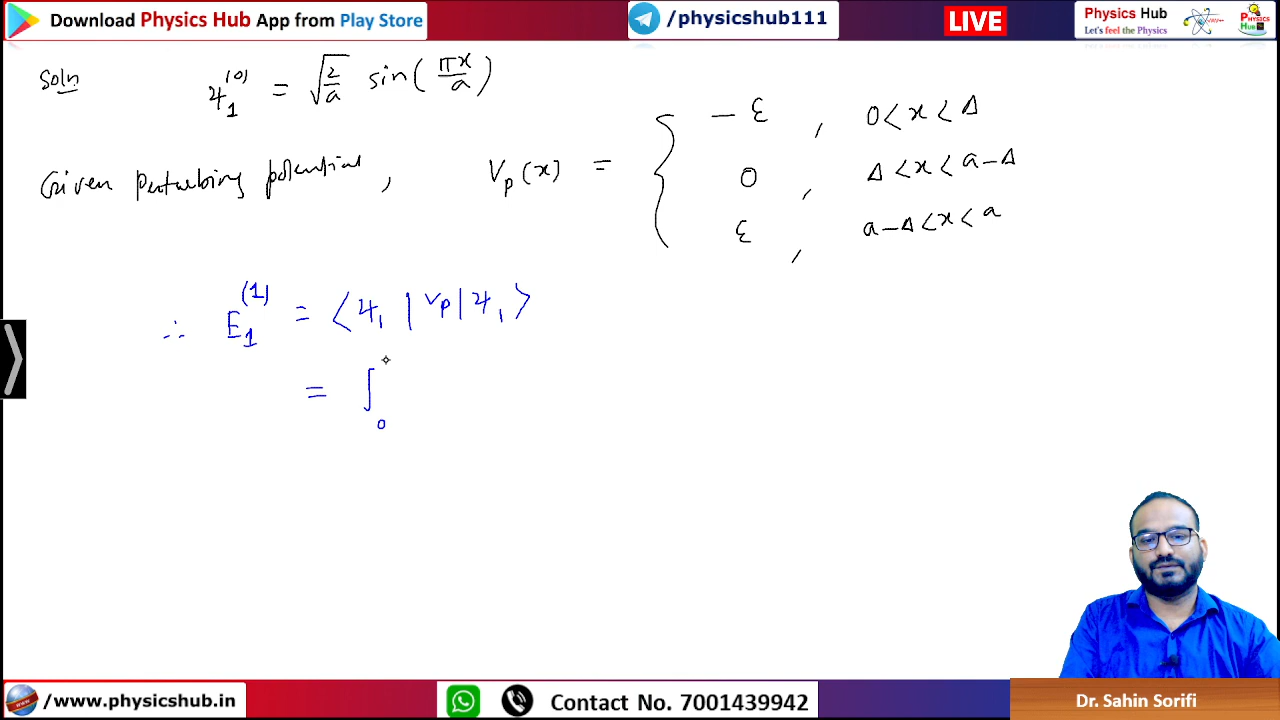 Download Physics Hub App from Play Store
/physicshub111
LIVE
Physics Hub
Let's feel the Physics
Soln ψ₁⁽⁰⁾ = √(2/a) sin(πx/a)
Given Perturbing potential, Vₚ(x) = { -ε , 0<x<Δ
0 , Δ<x<a-Δ
ε , a-Δ<x<a
∴ E₁⁽¹⁾ = ⟨ψ₁|Vp|ψ₁⟩
= ∫₀
/www.physicshub.in
Contact No. 7001439942
Dr. Sahin Sorifi